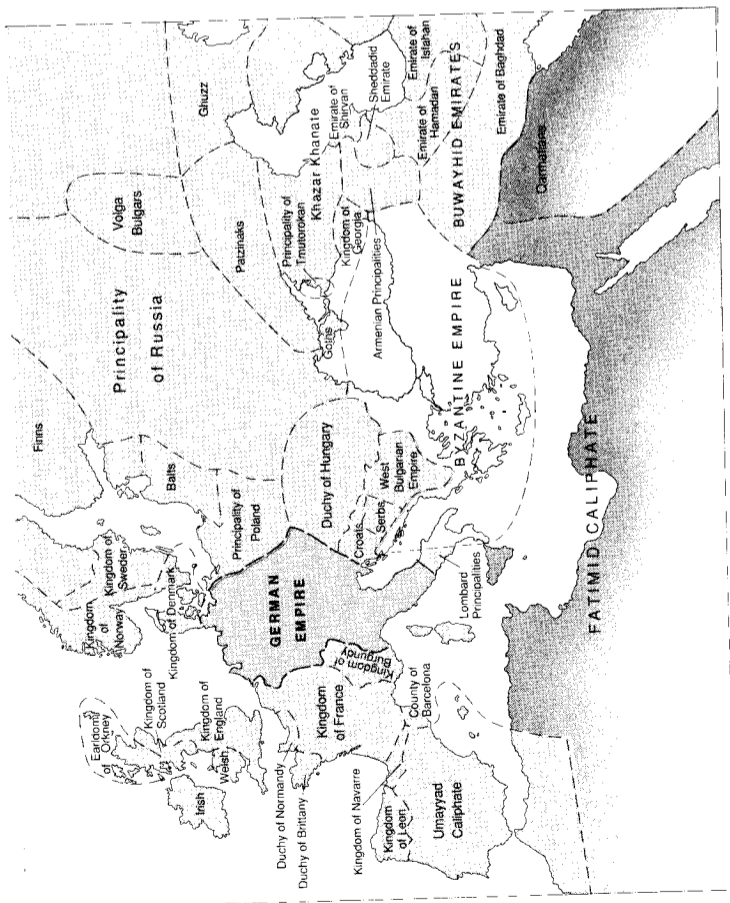 Finns
Principality
of Russia
Volga
Bulgars
Ghuzz
Patzinaks
Earldom
of Orkney
Kingdom
of
Norway
Kingdom of
Sweden
Kingdom of Denmark
Balts
Principality of
Poland
Kingdom of
Scotland
Kingdom of
England
Irish
Welsh
Duchy of Normandy
Duchy of Brittany
Kingdom
of France
GERMAN
EMPIRE
Kingdom of
Burgundy
Duchy of Hungary
Croats
Serbs
West
Bulgarian
Empire
Goths
Principality of
Tmutorokan
Khazar Khanate
Kingdom of
Georgia
Armenian Principalities
Emirate of
Shirvan
Sheddadid
Emirate
Emirate of
Isfahan
Emirate of
Hamadan
BUWAYHID EMIRATES
Emirate of Baghdad
Qarmatians
BYZANTINE EMPIRE
Lombard
Principalities
Kingdom of Navarre
Kingdom
of Leon
County of
Barcelona
Umayyad
Caliphate
FATIMID CALIPHATE